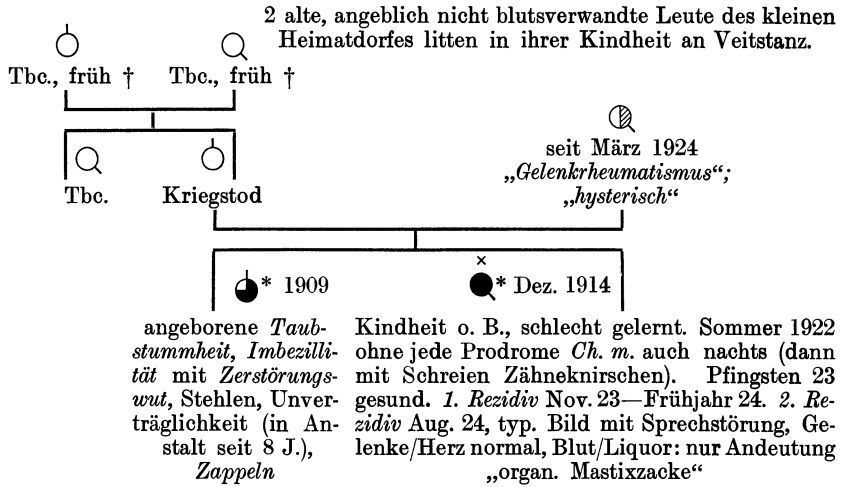 2 alte, angeblich nicht blutsverwandte Leute des kleinen
Heimatdorfes litten in ihrer Kindheit an Veitstanz.
Tbc., früh †
Tbc., früh †
seit März 1924
„Gelenkrheumatismus“;
„hysterisch“
Tbc.
Kriegstod
* 1909
×
* Dez. 1914
angeborene Taub-
stummheit, Imbezilli-
tät mit Zerstörungs-
wut, Stehlen, Unver-
träglichkeit (in An-
stalt seit 8 J.),
Zappeln
Kindheit o. B., schlecht gelernt. Sommer 1922
ohne jede Prodrome Ch. m. auch nachts (dann
mit Schreien Zähneknirschen). Pfingsten 23
gesund. 1. Rezidiv Nov. 23—Frühjahr 24. 2. Re-
zidiv Aug. 24, typ. Bild mit Sprechstörung, Ge-
lenke/Herz normal, Blut/Liquor: nur Andeutung
„organ. Mastixzacke“